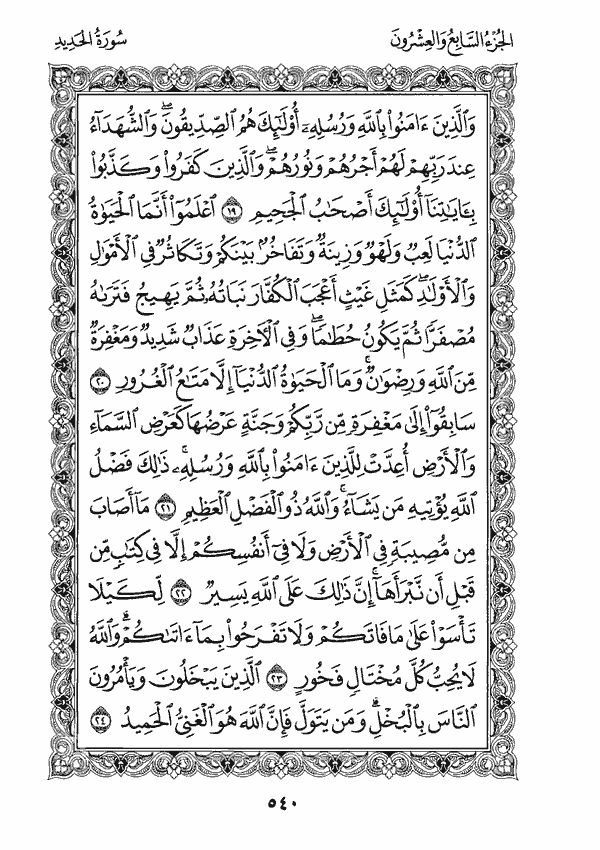 الجزء السابع والعشرون
سورة الحديد
وَٱلَّذِينَ ءَامَنُوا۟ بِٱللَّهِ وَرُسُلِهِۦٓ أُو۟لَٰٓئِكَ هُمُ ٱلصِّدِّيقُونَ ۖ وَٱلشُّهَدَآءُ
عِندَ رَبِّهِمْ لَهُمْ أَجْرُهُمْ وَنُورُهُمْ ۖ وَٱلَّذِينَ كَفَرُوا۟ وَكَذَّبُوا۟
بِـَٔايَٰتِنَآ أُو۟لَٰٓئِكَ أَصْحَٰبُ ٱلْجَحِيمِ ١٩ ٱعْلَمُوٓا۟ أَنَّمَا ٱلْحَيَوٰةُ
ٱلدُّنْيَا لَعِبٌ وَلَهْوٌ وَزِينَةٌ وَتَفَاخُرٌۢ بَيْنَكُمْ وَتَكَاثُرٌ فِى ٱلْأَمْوَٰلِ
وَٱلْأَوْلَٰدِ ۖ كَمَثَلِ غَيْثٍ أَعْجَبَ ٱلْكُفَّارَ نَبَاتُهُۥ ثُمَّ يَهِيجُ فَتَرَىٰهُ
مُصْفَرًّا ثُمَّ يَكُونُ حُطَٰمًا ۖ وَفِى ٱلْءَاخِرَةِ عَذَابٌ شَدِيدٌ وَمَغْفِرَةٌ
مِّنَ ٱللَّهِ وَرِضْوَٰنٌ ۚ وَمَا ٱلْحَيَوٰةُ ٱلدُّنْيَآ إِلَّا مَتَٰعُ ٱلْغُرُورِ ٢٠
سَابِقُوٓا۟ إِلَىٰ مَغْفِرَةٍ مِّن رَّبِّكُمْ وَجَنَّةٍ عَرْضُهَا كَعَرْضِ ٱلسَّمَآءِ
وَٱلْأَرْضِ أُعِدَّتْ لِلَّذِينَ ءَامَنُوا۟ بِٱللَّهِ وَرُسُلِهِۦ ۚ ذَٰلِكَ فَضْلُ
ٱللَّهِ يُؤْتِيهِ مَن يَشَآءُ ۚ وَٱللَّهُ ذُو ٱلْفَضْلِ ٱلْعَظِيمِ ٢١ مَآ أَصَابَ
مِن مُّصِيبَةٍ فِى ٱلْأَرْضِ وَلَا فِىٓ أَنفُسِكُمْ إِلَّا فِى كِتَٰبٍ مِّن
قَبْلِ أَن نَّبْرَأَهَآ ۚ إِنَّ ذَٰلِكَ عَلَى ٱللَّهِ يَسِيرٌ ٢٢ لِّكَيْلَا
تَأْسَوْا۟ عَلَىٰ مَا فَاتَكُمْ وَلَا تَفْرَحُوا۟ بِمَآ ءَاتَىٰكُمْ ۗ وَٱللَّهُ
لَا يُحِبُّ كُلَّ مُخْتَالٍ فَخُورٍ ٢٣ ٱلَّذِينَ يَبْخَلُونَ وَيَأْمُرُونَ
ٱلنَّاسَ بِٱلْبُخْلِ ۗ وَمَن يَتَوَلَّ فَإِنَّ ٱللَّهَ هُوَ ٱلْغَنِىُّ ٱلْحَمِيدُ ٢٤
٥٤٠